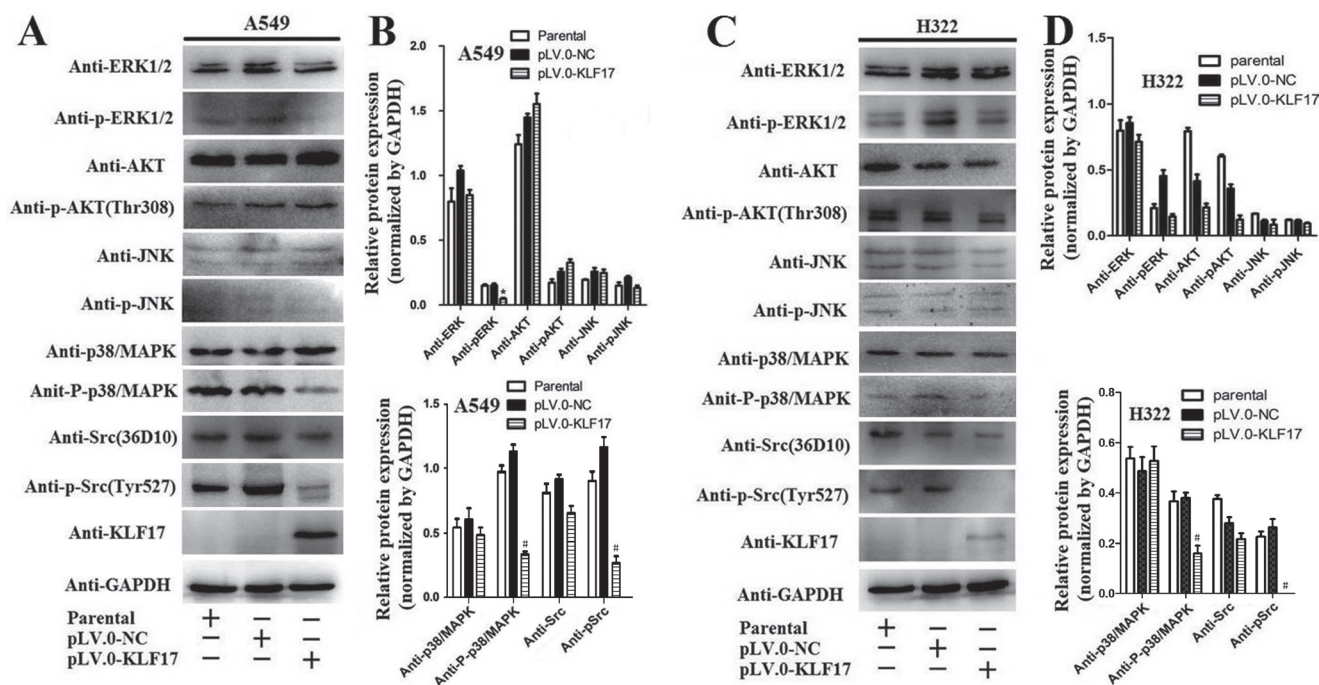 A
A549
Anti-ERK1/2
Anti-p-ERK1/2
Anti-AKT
Anti-p-AKT(Thr308)
Anti-JNK
Anti-p-JNK
Anti-p38/MAPK
Anit-P-p38/MAPK
Anti-Src(36D10)
Anti-p-Src(Tyr527)
Anti-KLF17
Anti-GAPDH
Parental + − −
pLV.0-NC − + −
pLV.0-KLF17 − − +
B
A549
Parental
pLV.0-NC
pLV.0-KLF17
Relative protein expression
(normalized by GAPDH)
2.0
1.5
1.0
0.5
0.0
*
Anti-ERK
Anti-pERK
Anti-AKT
Anti-pAKT
Anti-JNK
Anti-pJNK
A549
Parental
pLV.0-NC
pLV.0-KLF17
Relative protein expression
(normalized by GAPDH)
1.5
1.0
0.5
0.0
#
#
Anti-p38/MAPK
Anti-P-p38/MAPK
Anti-Src
Anti-pSrc
C
H322
Anti-ERK1/2
Anti-p-ERK1/2
Anti-AKT
Anti-p-AKT(Thr308)
Anti-JNK
Anti-p-JNK
Anti-p38/MAPK
Anit-P-p38/MAPK
Anti-Src(36D10)
Anti-p-Src(Tyr527)
Anti-KLF17
Anti-GAPDH
Parental + − −
pLV.0-NC − + −
pLV.0-KLF17 − − +
D
H322
parental
pLV.0-NC
pLV.0-KLF17
Relative protein expression
(normalized by GAPDH)
1.5
1.0
0.5
0.0
Anti-ERK
Anti-pERK
Anti-AKT
Anti-pAKT
Anti-JNK
Anti-pJNK
H322
parental
pLV.0-NC
pLV.0-KLF17
Relative protein expression
(normalized by GAPDH)
0.8
0.6
0.4
0.2
0.0
#
#
Anti-p38/MAPK
Anti-P-p38/MAPK
Anti-Src
Anti-pSrc